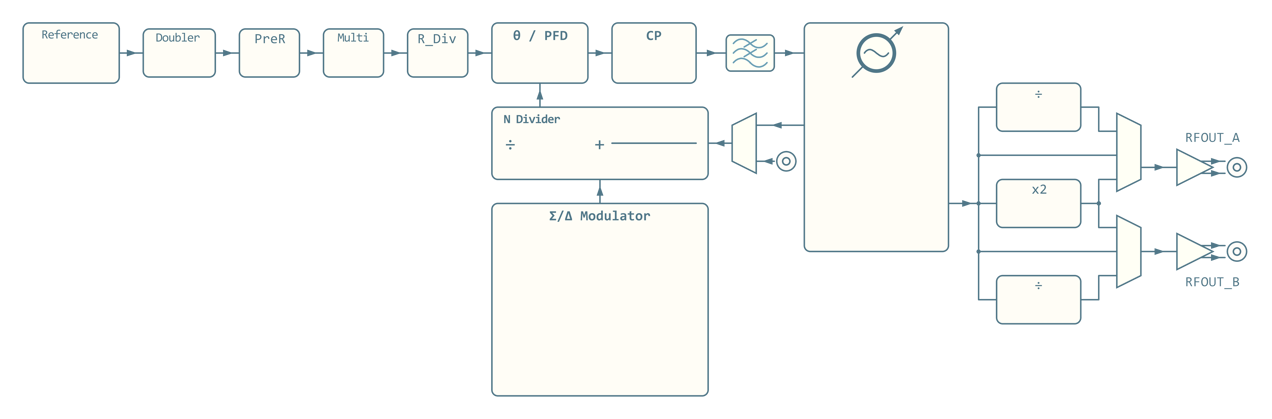 Reference
Doubler
PreR
Multi
R_Div
θ / PFD
CP
N Divider
÷ +
Σ/Δ Modulator
÷
x2
÷
RFOUT_A
RFOUT_B